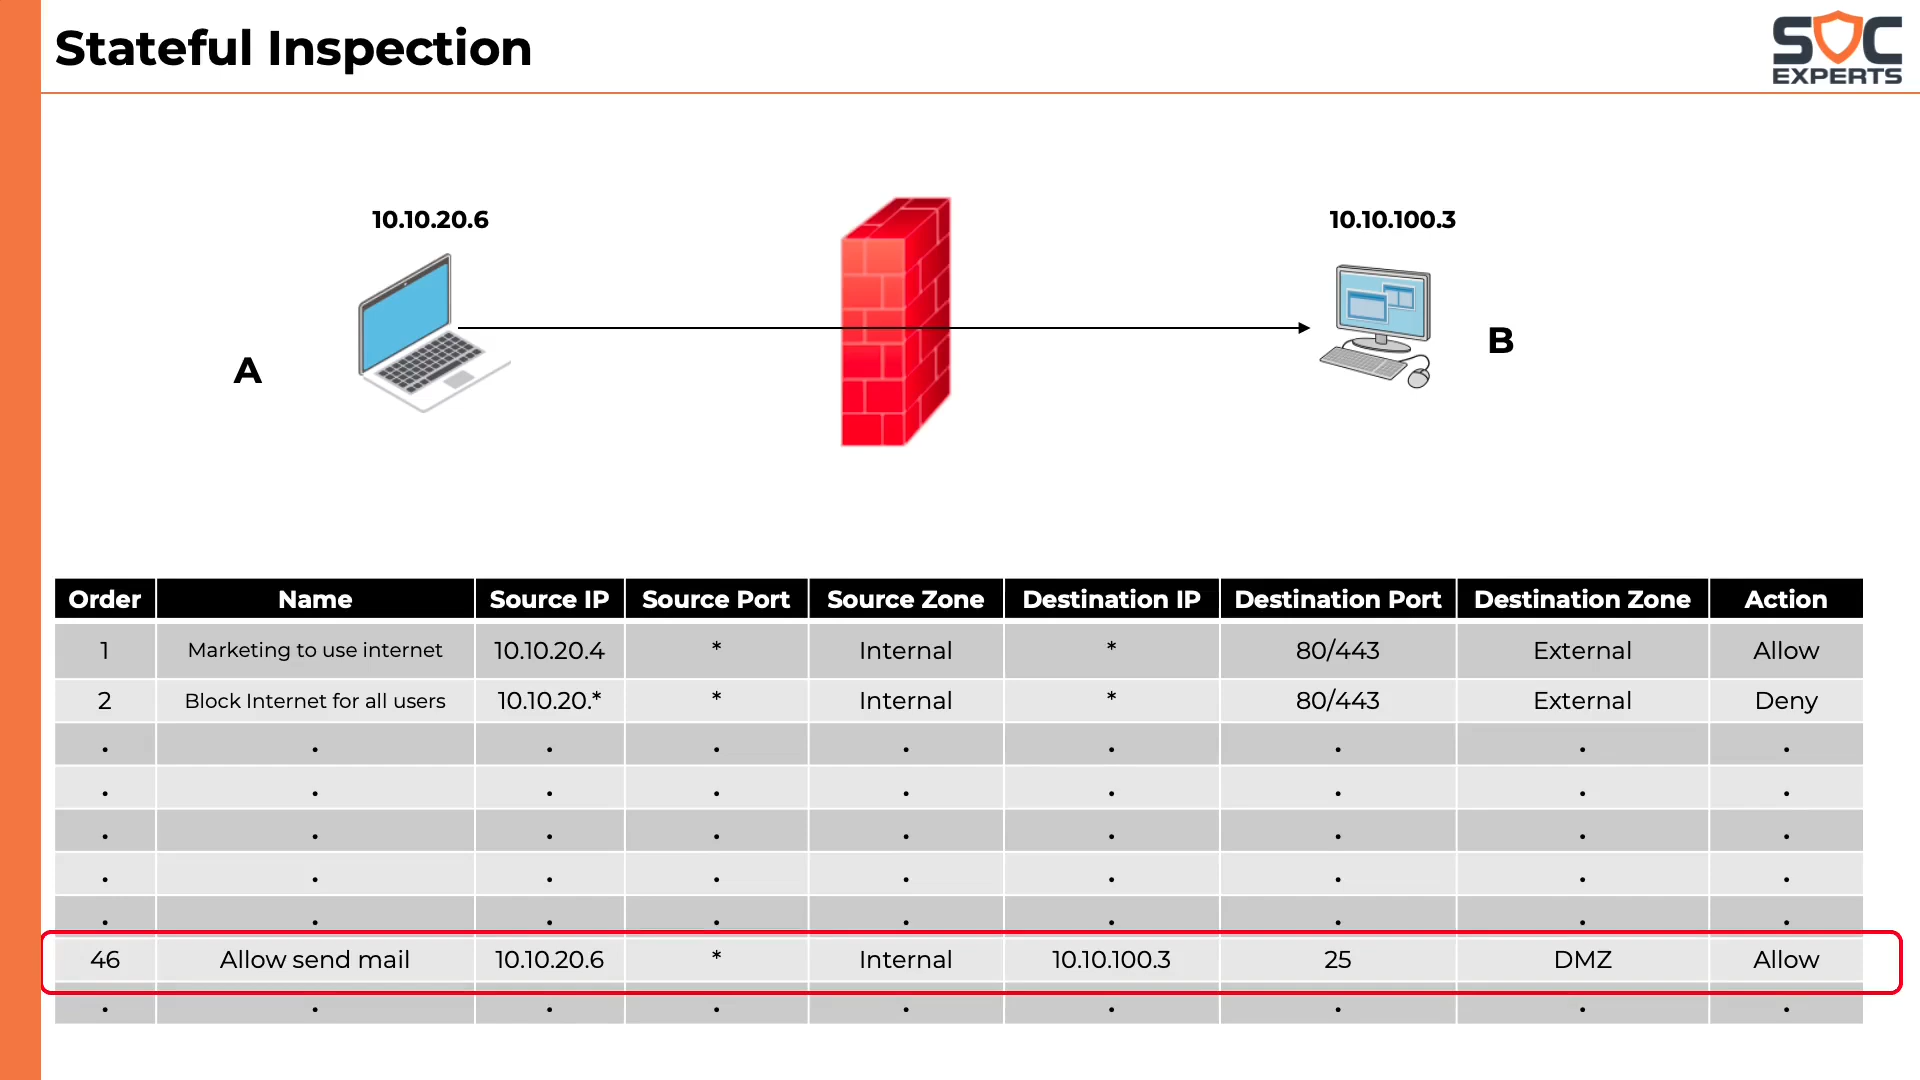 Stateful Inspection
SOC
EXPERTS
10.10.20.6
10.10.100.3
A
B
Order Name Source IP Source Port Source Zone Destination IP Destination Port Destination Zone Action
1 Marketing to use internet 10.10.20.4 * Internal * 80/443 External Allow
2 Block Internet for all users 10.10.20.* * Internal * 80/443 External Deny
. . . . . . . . .
. . . . . . . . .
. . . . . . . . .
. . . . . . . . .
. . . . . . . . .
46 Allow send mail 10.10.20.6 * Internal 10.10.100.3 25 DMZ Allow
. . . . . . . . .